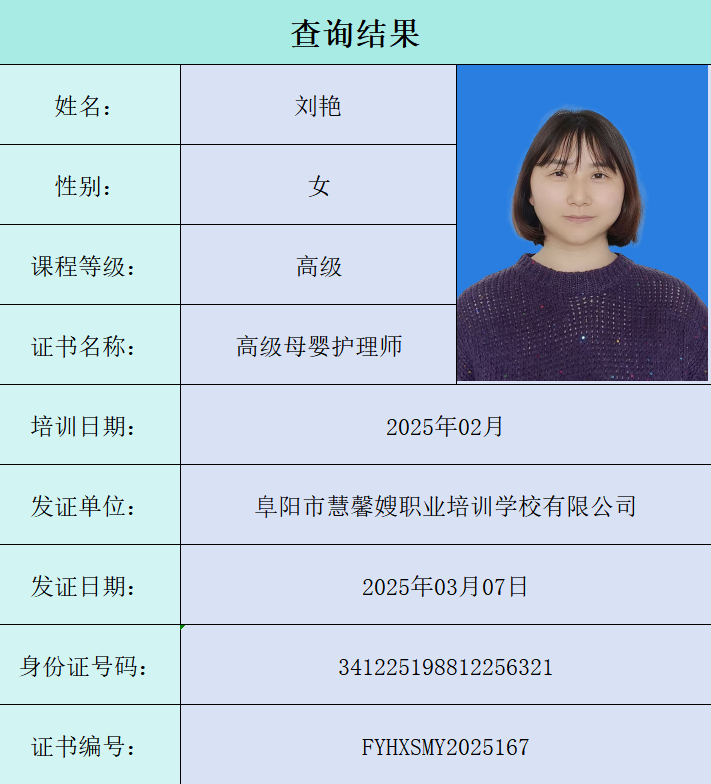 查询结果
姓名： 刘艳
性别： 女
课程等级： 高级
证书名称： 高级母婴护理师
培训日期： 2025年02月
发证单位： 阜阳市慧馨嫂职业培训学校有限公司
发证日期： 2025年03月07日
身份证号码： 341225198812256321
证书编号： FYHXSMY2025167